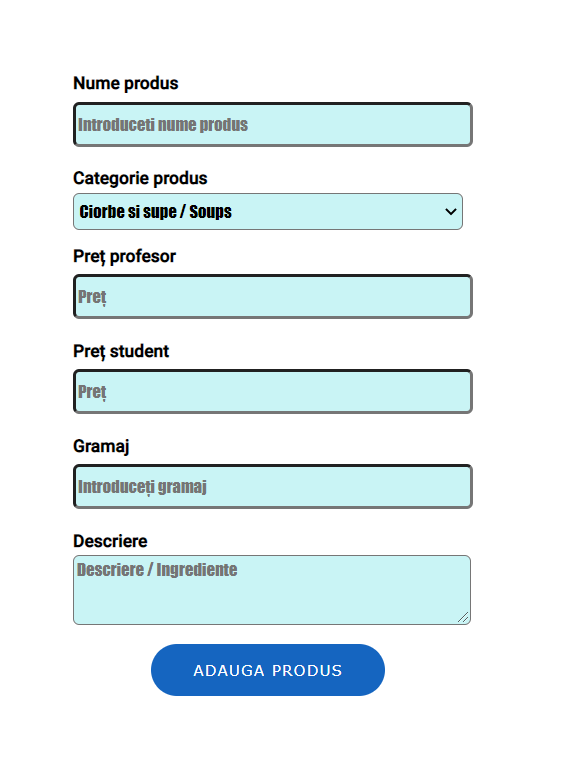 Nume produs
Introduceti nume produs
Categorie produs
Ciorbe si supe / Soups
Preț profesor
Preț
Preț student
Preț
Gramaj
Introduceți gramaj
Descriere
Descriere / Ingrediente
ADAUGA PRODUS